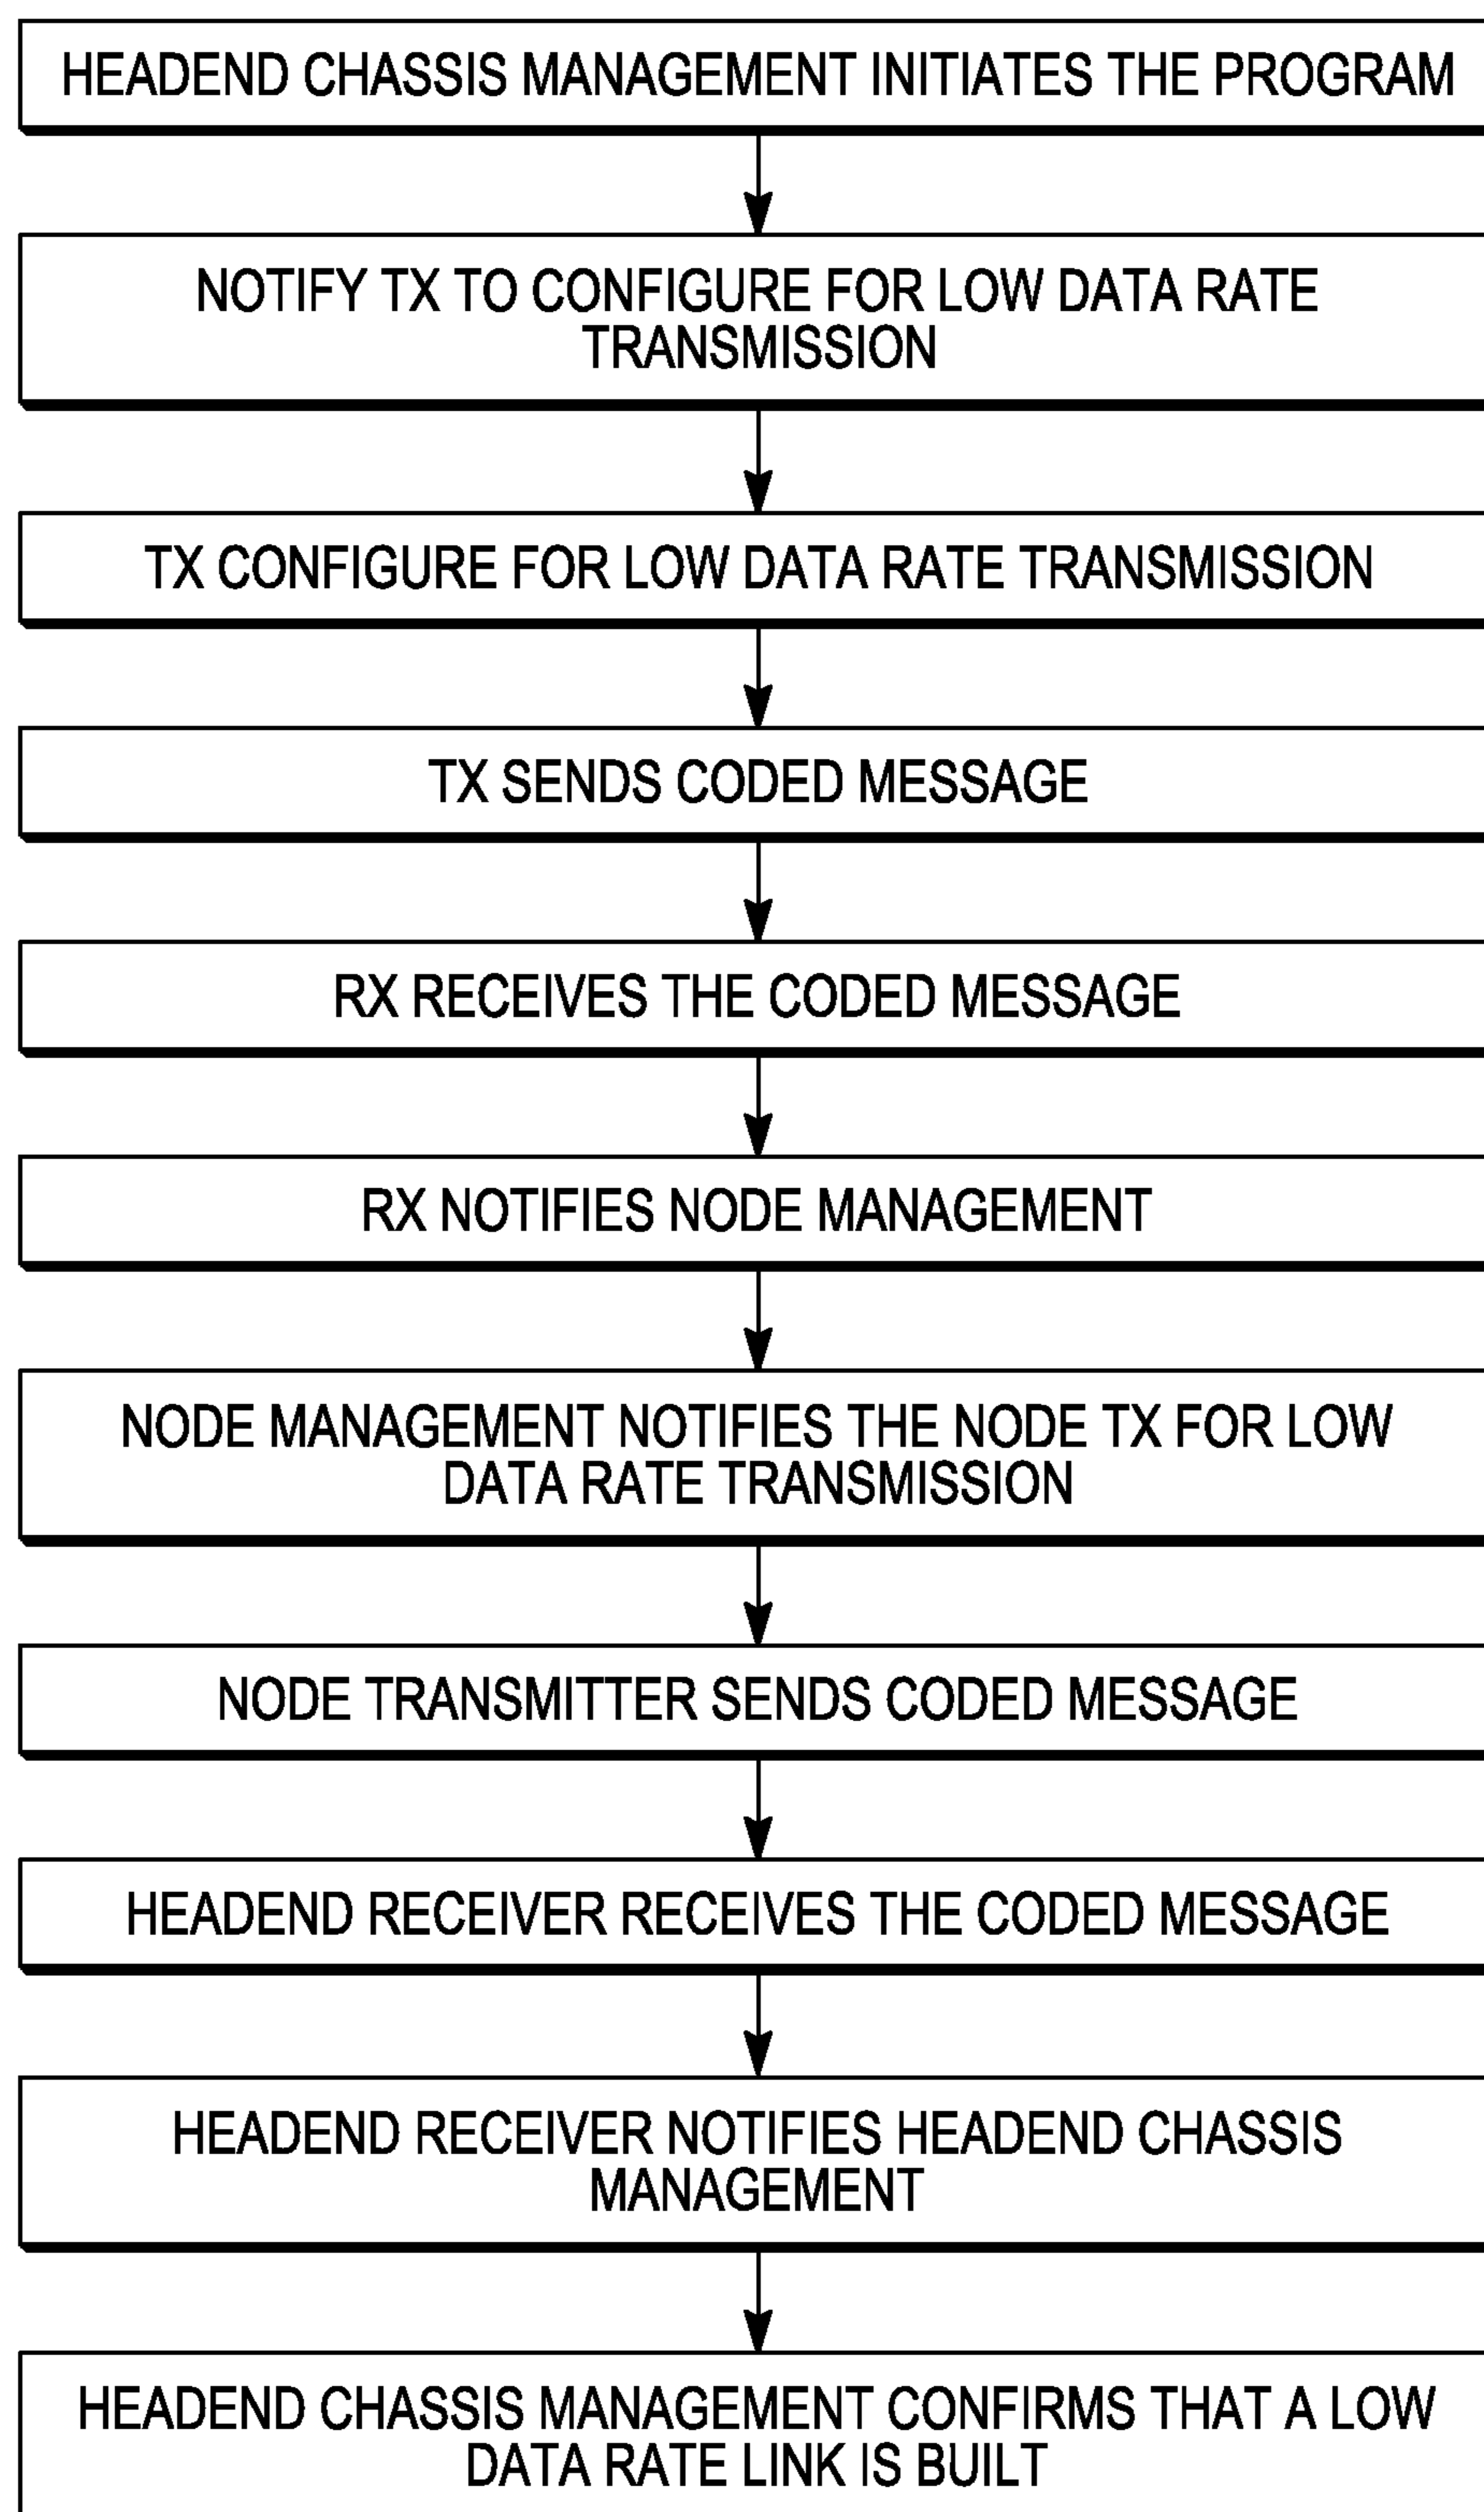 HEADEND CHASSIS MANAGEMENT INITIATES THE PROGRAM
NOTIFY TX TO CONFIGURE FOR LOW DATA RATE
TRANSMISSION
TX CONFIGURE FOR LOW DATA RATE TRANSMISSION
TX SENDS CODED MESSAGE
RX RECEIVES THE CODED MESSAGE
RX NOTIFIES NODE MANAGEMENT
NODE MANAGEMENT NOTIFIES THE NODE TX FOR LOW
DATA RATE TRANSMISSION
NODE TRANSMITTER SENDS CODED MESSAGE
HEADEND RECEIVER RECEIVES THE CODED MESSAGE
HEADEND RECEIVER NOTIFIES HEADEND CHASSIS
MANAGEMENT
HEADEND CHASSIS MANAGEMENT CONFIRMS THAT A LOW
DATA RATE LINK IS BUILT